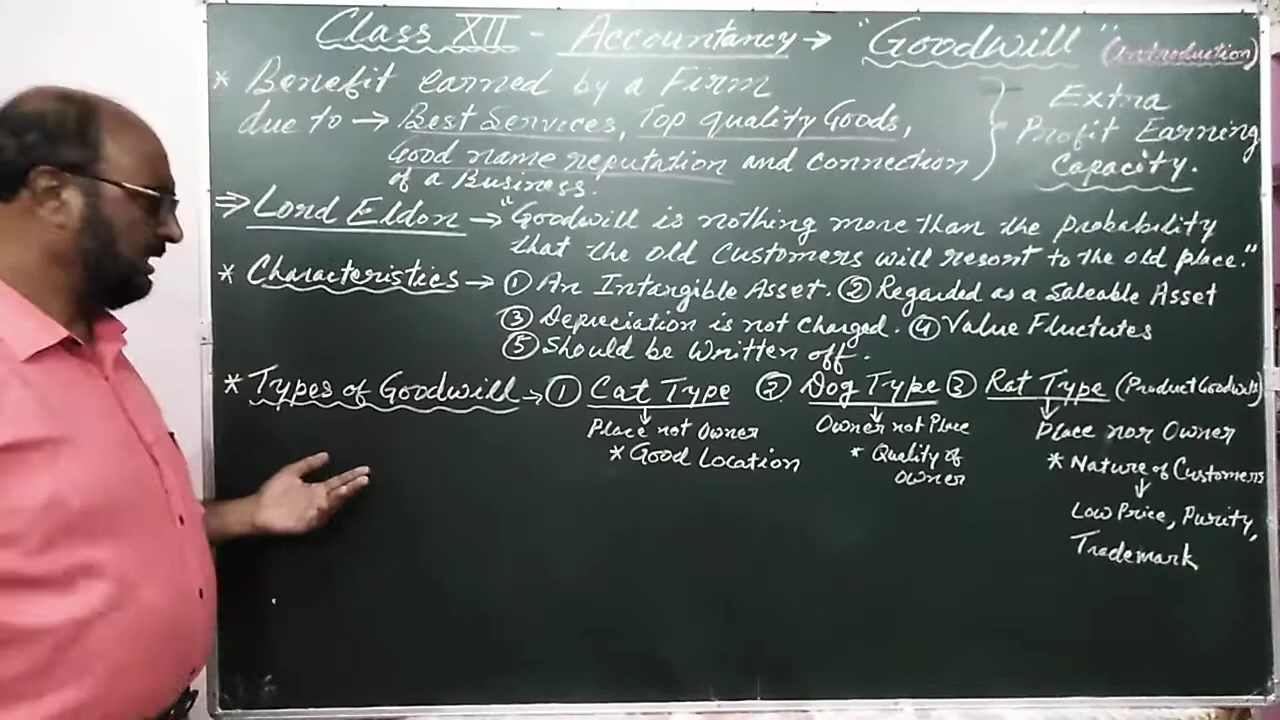 Class XII - Accountancy → "Goodwill" (Introduction)
* Benefit earned by a Firm
due to → Best Services, Top quality Goods,
Good name reputation and connection
of a Business.
} Extra
Profit Earning
Capacity.
⇒ Lord Eldon → "Goodwill is nothing more than the probability
that the old Customers will resort to the old place."
* Characteristics → ① An Intangible Asset. ② Regarded as a Saleable Asset
③ Depreciation is not charged. ④ Value Fluctutes
⑤ Should be written off.
* Types of Goodwill → ① Cat Type ② Dog Type ③ Rat Type (Product Goodwill)
↓ Place not Owner
* Good Location
↓ Owner not Place
* Quality of
owner
↓ Place nor Owner
* Nature of Customers
↓
Low Price, Purity,
Trademark